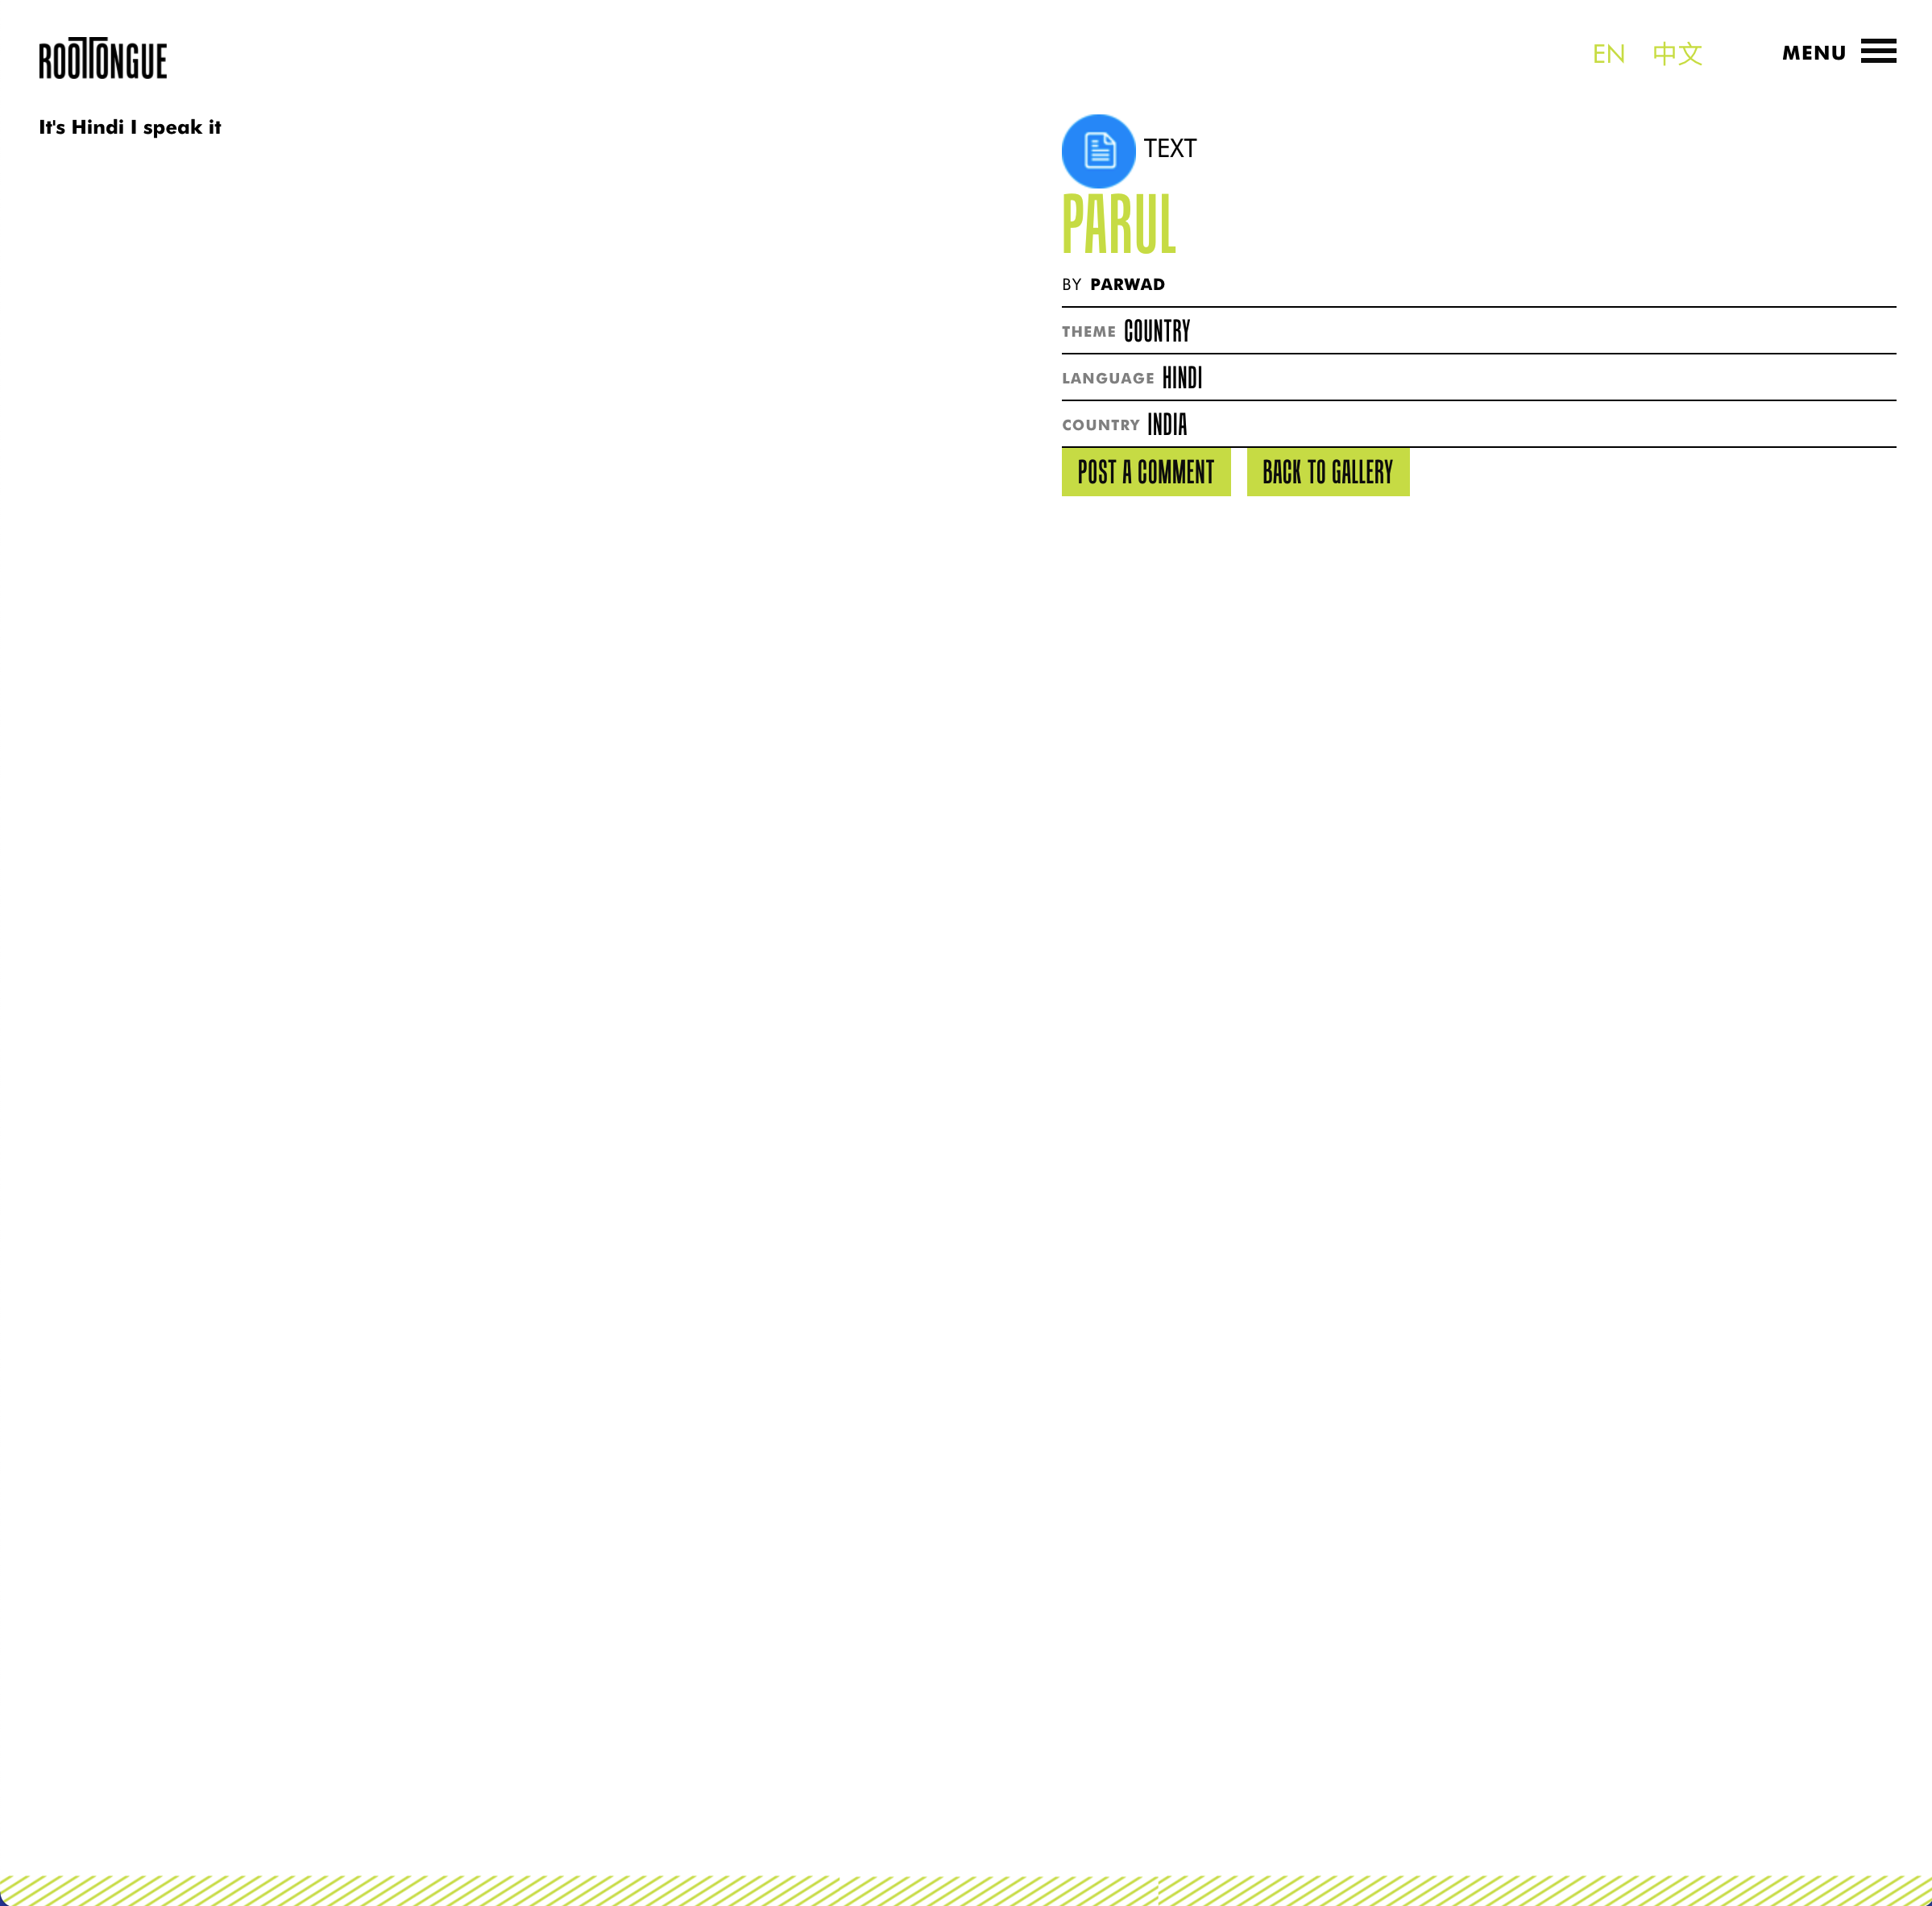 ROOTTONGUE
EN 中文 MENU
It's Hindi I speak it
TEXT
PARUL
BY PARWAD
THEME COUNTRY
LANGUAGE HINDI
COUNTRY INDIA
POST A COMMENT BACK TO GALLERY